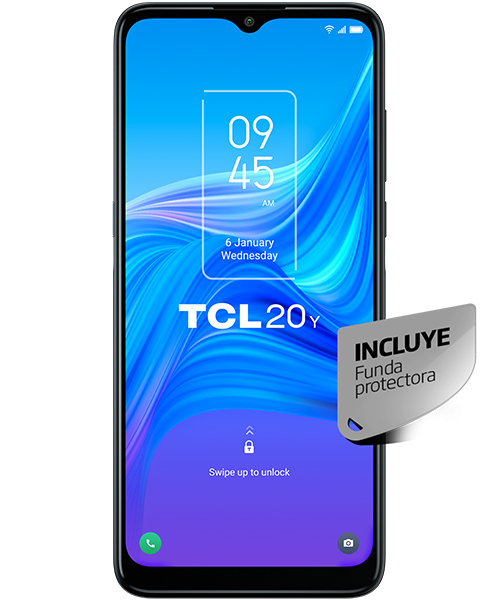 09
45
AM
6 January
Wednesday
TCL 20 Y
INCLUYE
Funda
protectora
Swipe up to unlock